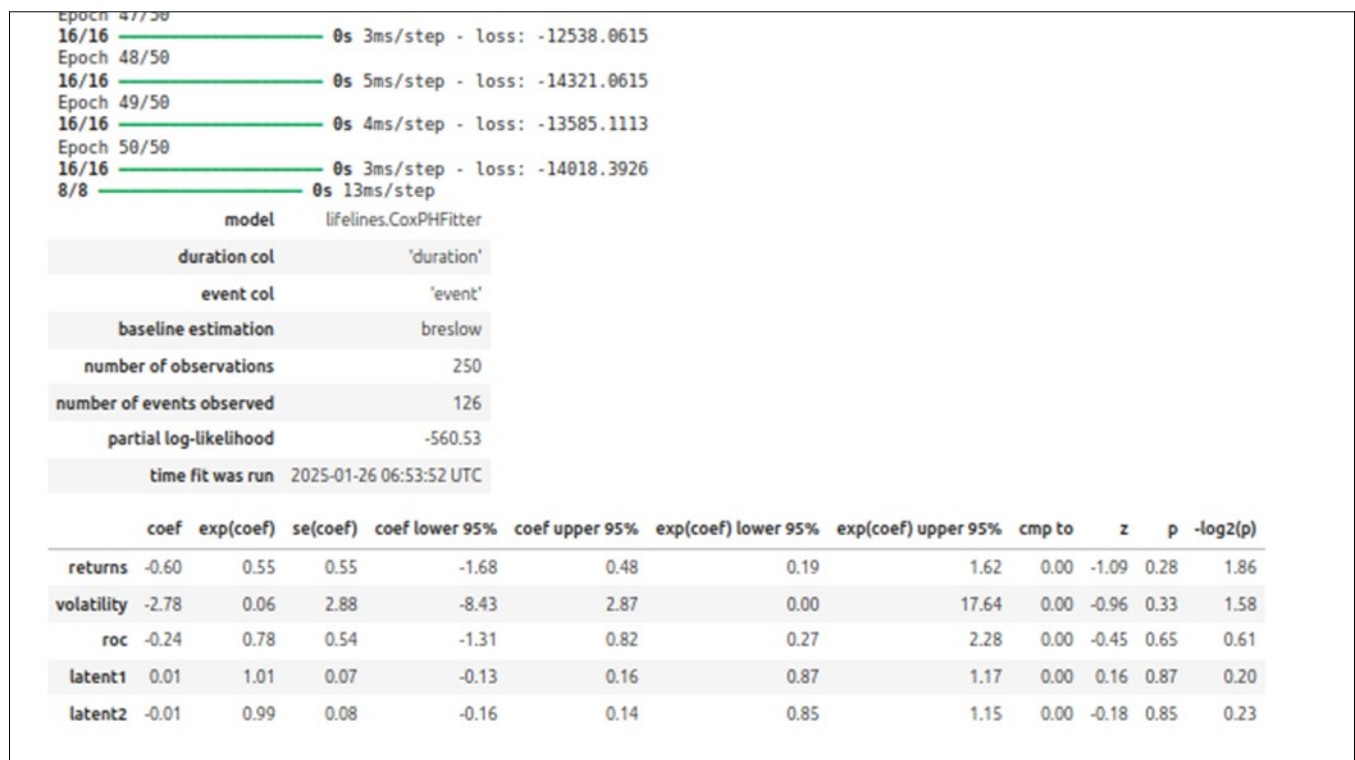 Epoch 47/50
16/16 0s 3ms/step - loss: -12538.0615
Epoch 48/50
16/16 0s 5ms/step - loss: -14321.0615
Epoch 49/50
16/16 0s 4ms/step - loss: -13585.1113
Epoch 50/50
16/16 0s 3ms/step - loss: -14018.3926
8/8 0s 13ms/step
model lifelines.CoxPHFitter
duration col 'duration'
event col 'event'
baseline estimation breslow
number of observations 250
number of events observed 126
partial log-likelihood -560.53
time fit was run 2025-01-26 06:53:52 UTC
coef exp(coef) se(coef) coef lower 95% coef upper 95% exp(coef) lower 95% exp(coef) upper 95% cmp to z p -log2(p)
returns -0.60 0.55 0.55 -1.68 0.48 0.19 1.62 0.00 -1.09 0.28 1.86
volatility -2.78 0.06 2.88 -8.43 2.87 0.00 17.64 0.00 -0.96 0.33 1.58
roc -0.24 0.78 0.54 -1.31 0.82 0.27 2.28 0.00 -0.45 0.65 0.61
latent1 0.01 1.01 0.07 -0.13 0.16 0.87 1.17 0.00 0.16 0.87 0.20
latent2 -0.01 0.99 0.08 -0.16 0.14 0.85 1.15 0.00 -0.18 0.85 0.23